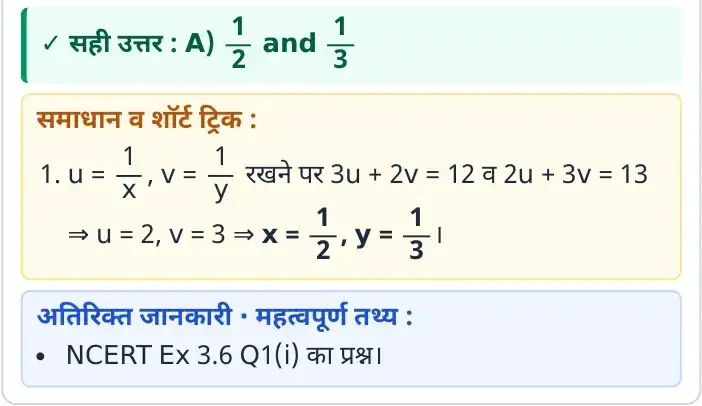 ✓ सही उत्तर : A) 1/2 and 1/3
समाधान व शॉर्ट ट्रिक :
1. u = 1/x, v = 1/y रखने पर 3u + 2v = 12 व 2u + 3v = 13
⇒ u = 2, v = 3 ⇒ x = 1/2, y = 1/3।
अतिरिक्त जानकारी · महत्वपूर्ण तथ्य :
• NCERT Ex 3.6 Q1(i) का प्रश्न।